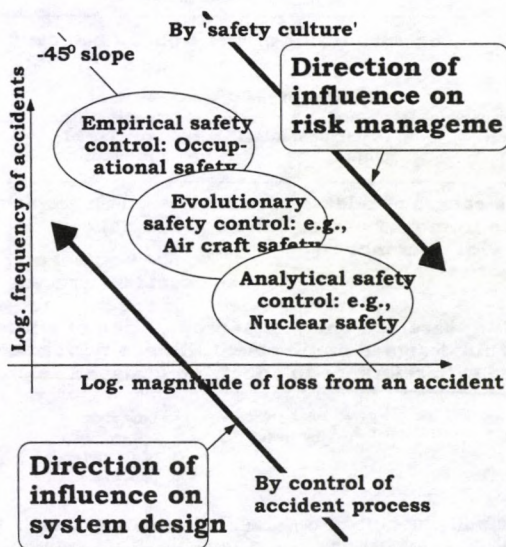 By 'safety culture'
-45° slope
Direction of
influence on
risk manageme
Log. frequency of accidents
Empirical safety
control: Occup-
ational safety
Evolutionary
safety control: e.g.,
Air craft safety
Analytical safety
control: e.g.,
Nuclear safety
Log. magnitude of loss from an accident
Direction of
influence on
system design
By control of
accident process